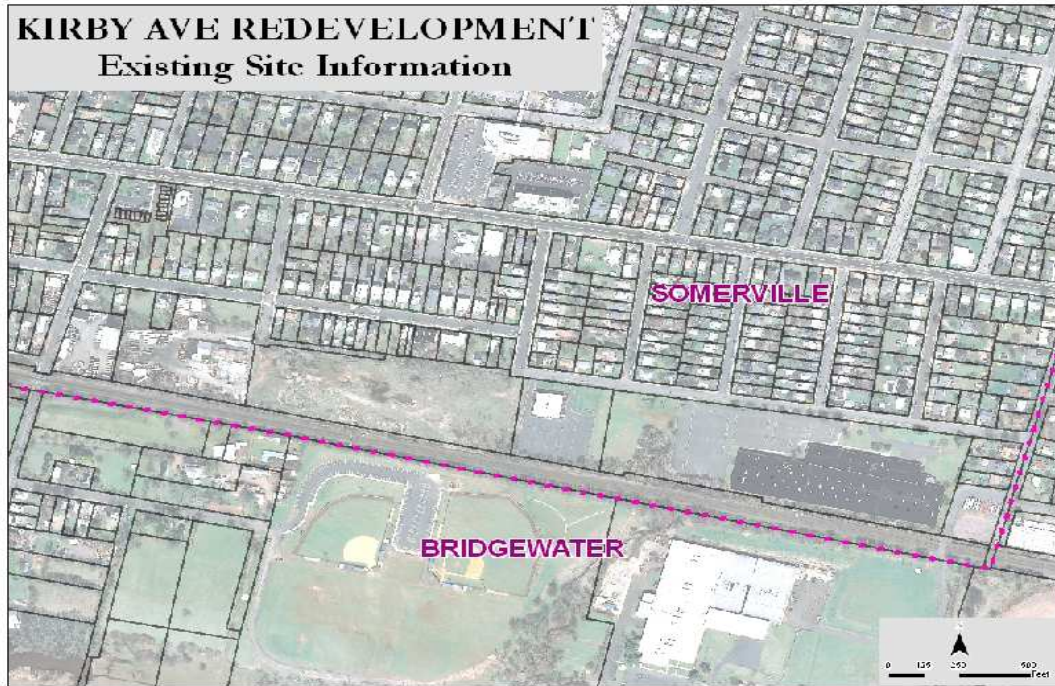 KIRBY AVE REDEVELOPMENT
Existing Site Information
SOMERVILLE
BRIDGEWATER
0 125 250 500
Feet